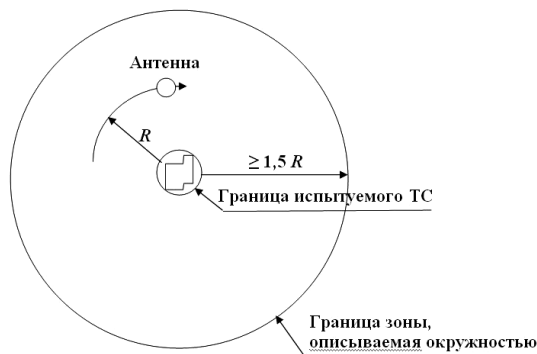 Антенна
R
≥ 1,5 R
Граница испытуемого ТС
Граница зоны,
описываемая окружностью